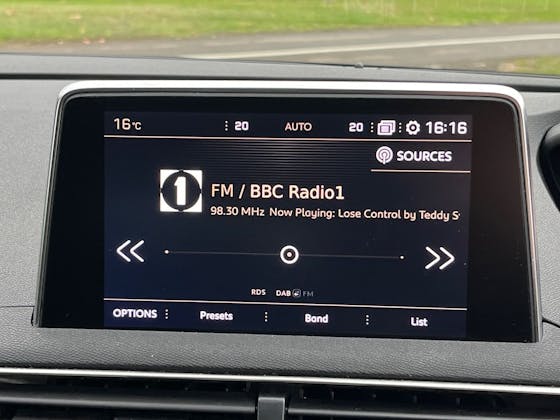 16°C ⋮ 20 AUTO 20 ⋮ 16:16
SOURCES
1
FM / BBC Radio1
98.30 MHz Now Playing: Lose Control by Teddy S
RDS DAB FM
OPTIONS ⋮ Presets ⋮ Band ⋮ List